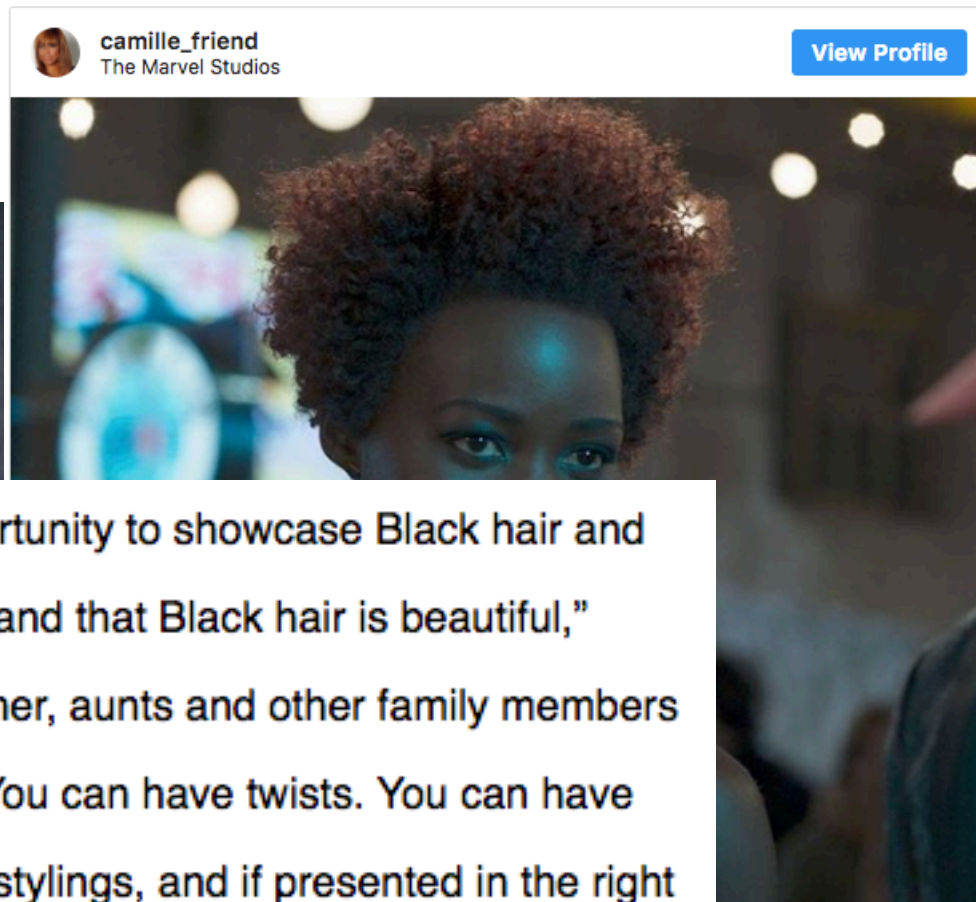 camille_friend
The Marvel Studios
View Profile
rtunity to showcase Black hair and
and that Black hair is beautiful,”
her, aunts and other family members
You can have twists. You can have
stylings, and if presented in the right